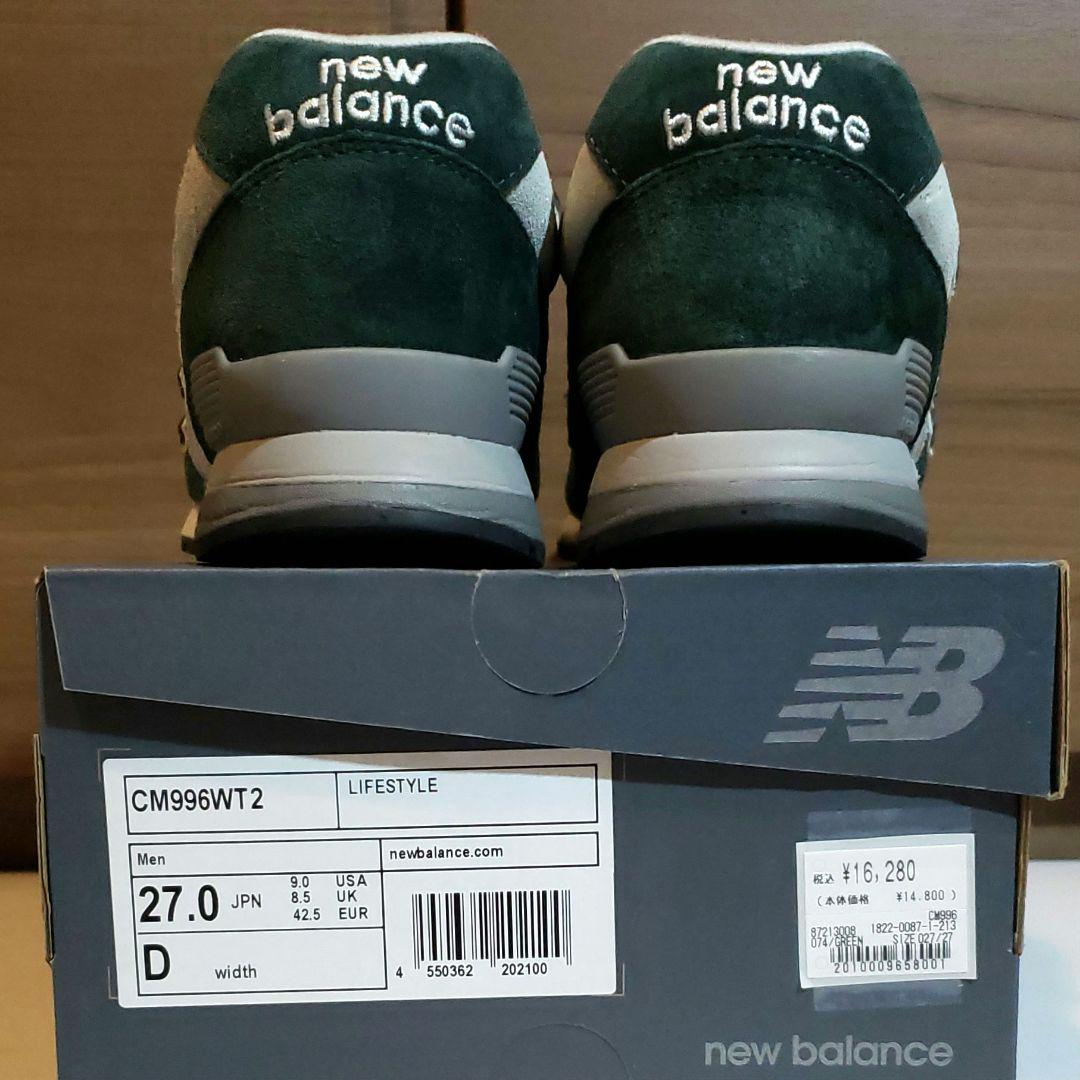 new
balance
new
balance
NB
CM996WT2
LIFESTYLE
Men
newbalance.com
27.0 JPN
9.0 USA
8.5 UK
42.5 EUR
D width
4 550362 202100
税込 ¥16,280
(本体価格 ¥14,800)
CM996
87213008 1822-0087-1-213
074/GREEN SIZE 027/27
2010009658001
new balance